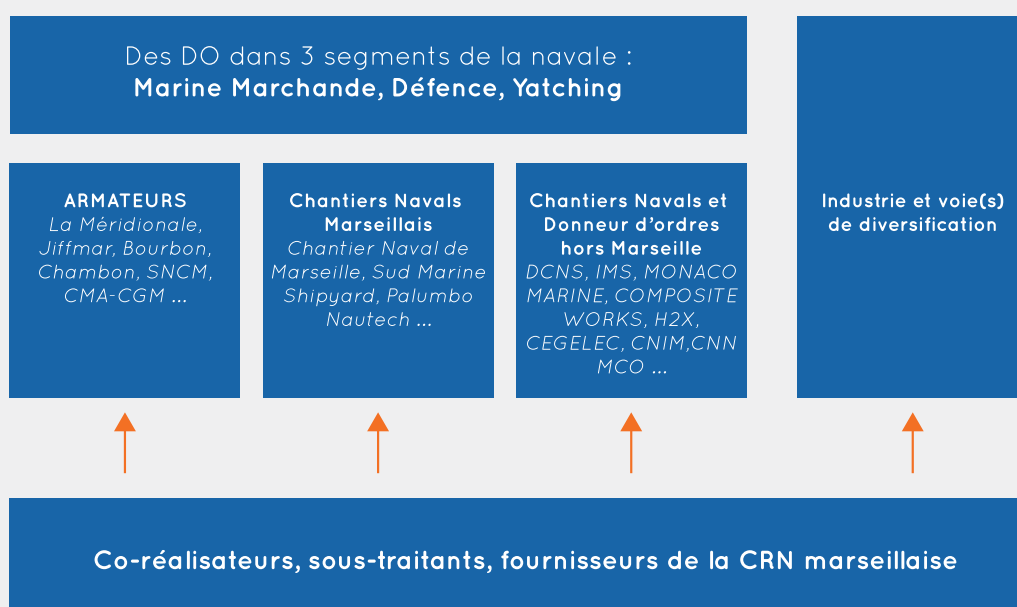 Des DO dans 3 segments de la navale :
Marine Marchande, Défence, Yatching
ARMATEURS
La Méridionale,
Jiffmar, Bourbon,
Chambon, SNCM,
CMA-CGM ...
Chantiers Navals
Marseillais
Chantier Naval de
Marseille, Sud Marine
Shipyard, Palumbo
Nautech ...
Chantiers Navals et
Donneur d'ordres
hors Marseille
DCNS, IMS, MONACO
MARINE, COMPOSITE
WORKS, H2X,
CEGELEC, CNIM,CNN
MCO ...
Industrie et voie(s)
de diversification
Co-réalisateurs, sous-traitants, fournisseurs de la CRN marseillaise